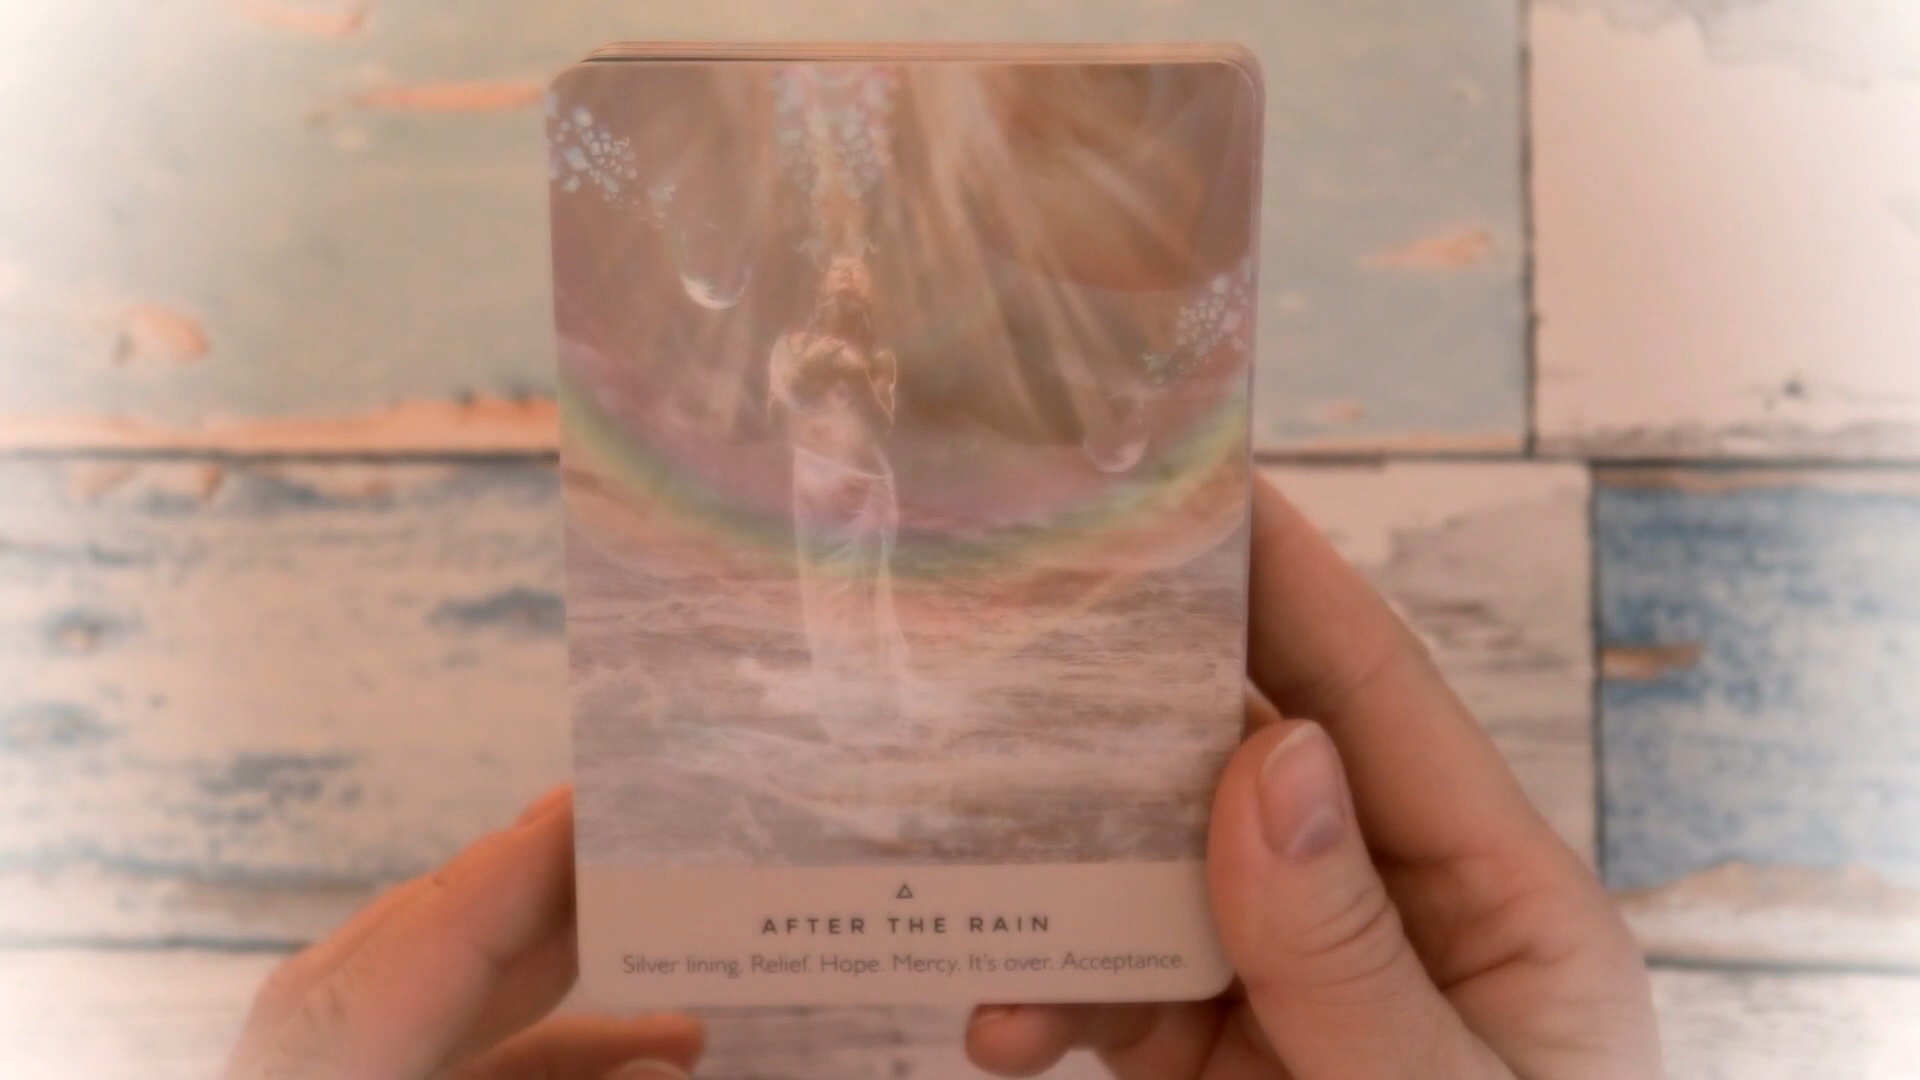 AFTER THE RAIN
Silver lining. Relief. Hope. Mercy. It's over. Acceptance.